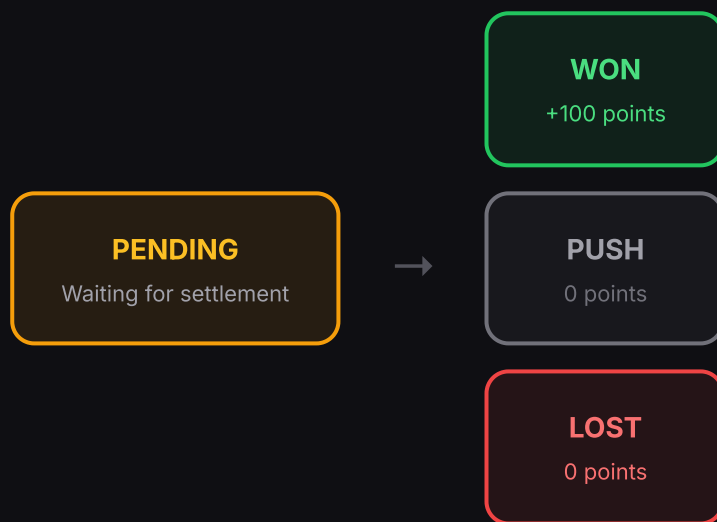 WON
+100 points
PENDING
Waiting for settlement
PUSH
0 points
LOST
0 points